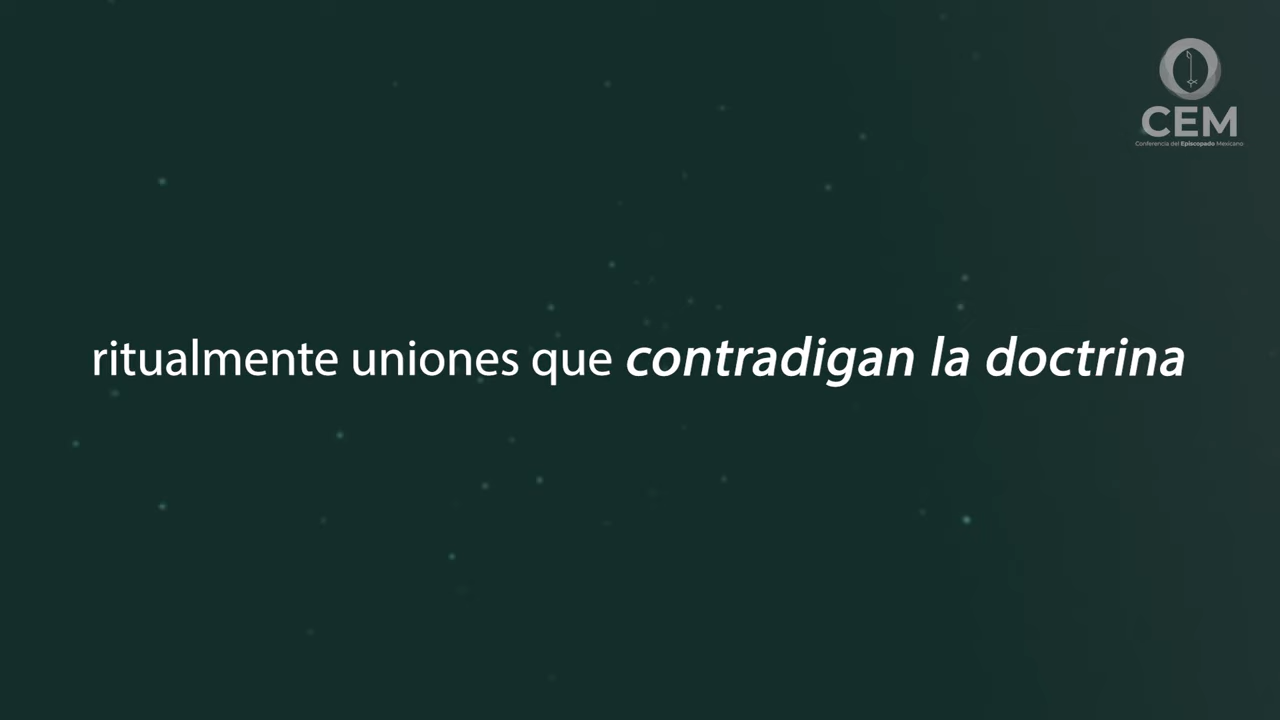 CEM
Conferencia del Episcopado Mexicano
ritualmente uniones que contradigan la doctrina